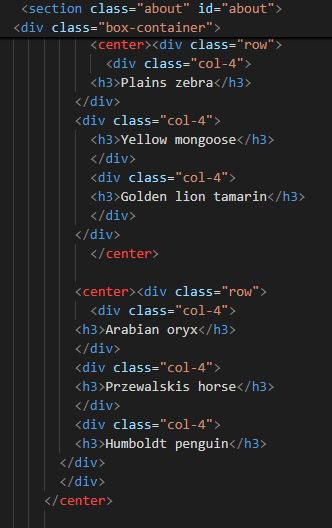 <section class="about" id="about">
<div class="box-container">
<center><div class="row">
<div class="col-4">
<h3>Plains zebra</h3>
</div>
<div class="col-4">
<h3>Yellow mongoose</h3>
</div>
<div class="col-4">
<h3>Golden lion tamarin</h3>
</div>
</div>
</center>
<center><div class="row">
<div class="col-4">
<h3>Arabian oryx</h3>
</div>
<div class="col-4">
<h3>Przewalskis horse</h3>
</div>
<div class="col-4">
<h3>Humboldt penguin</h3>
</div>
</div>
</center>